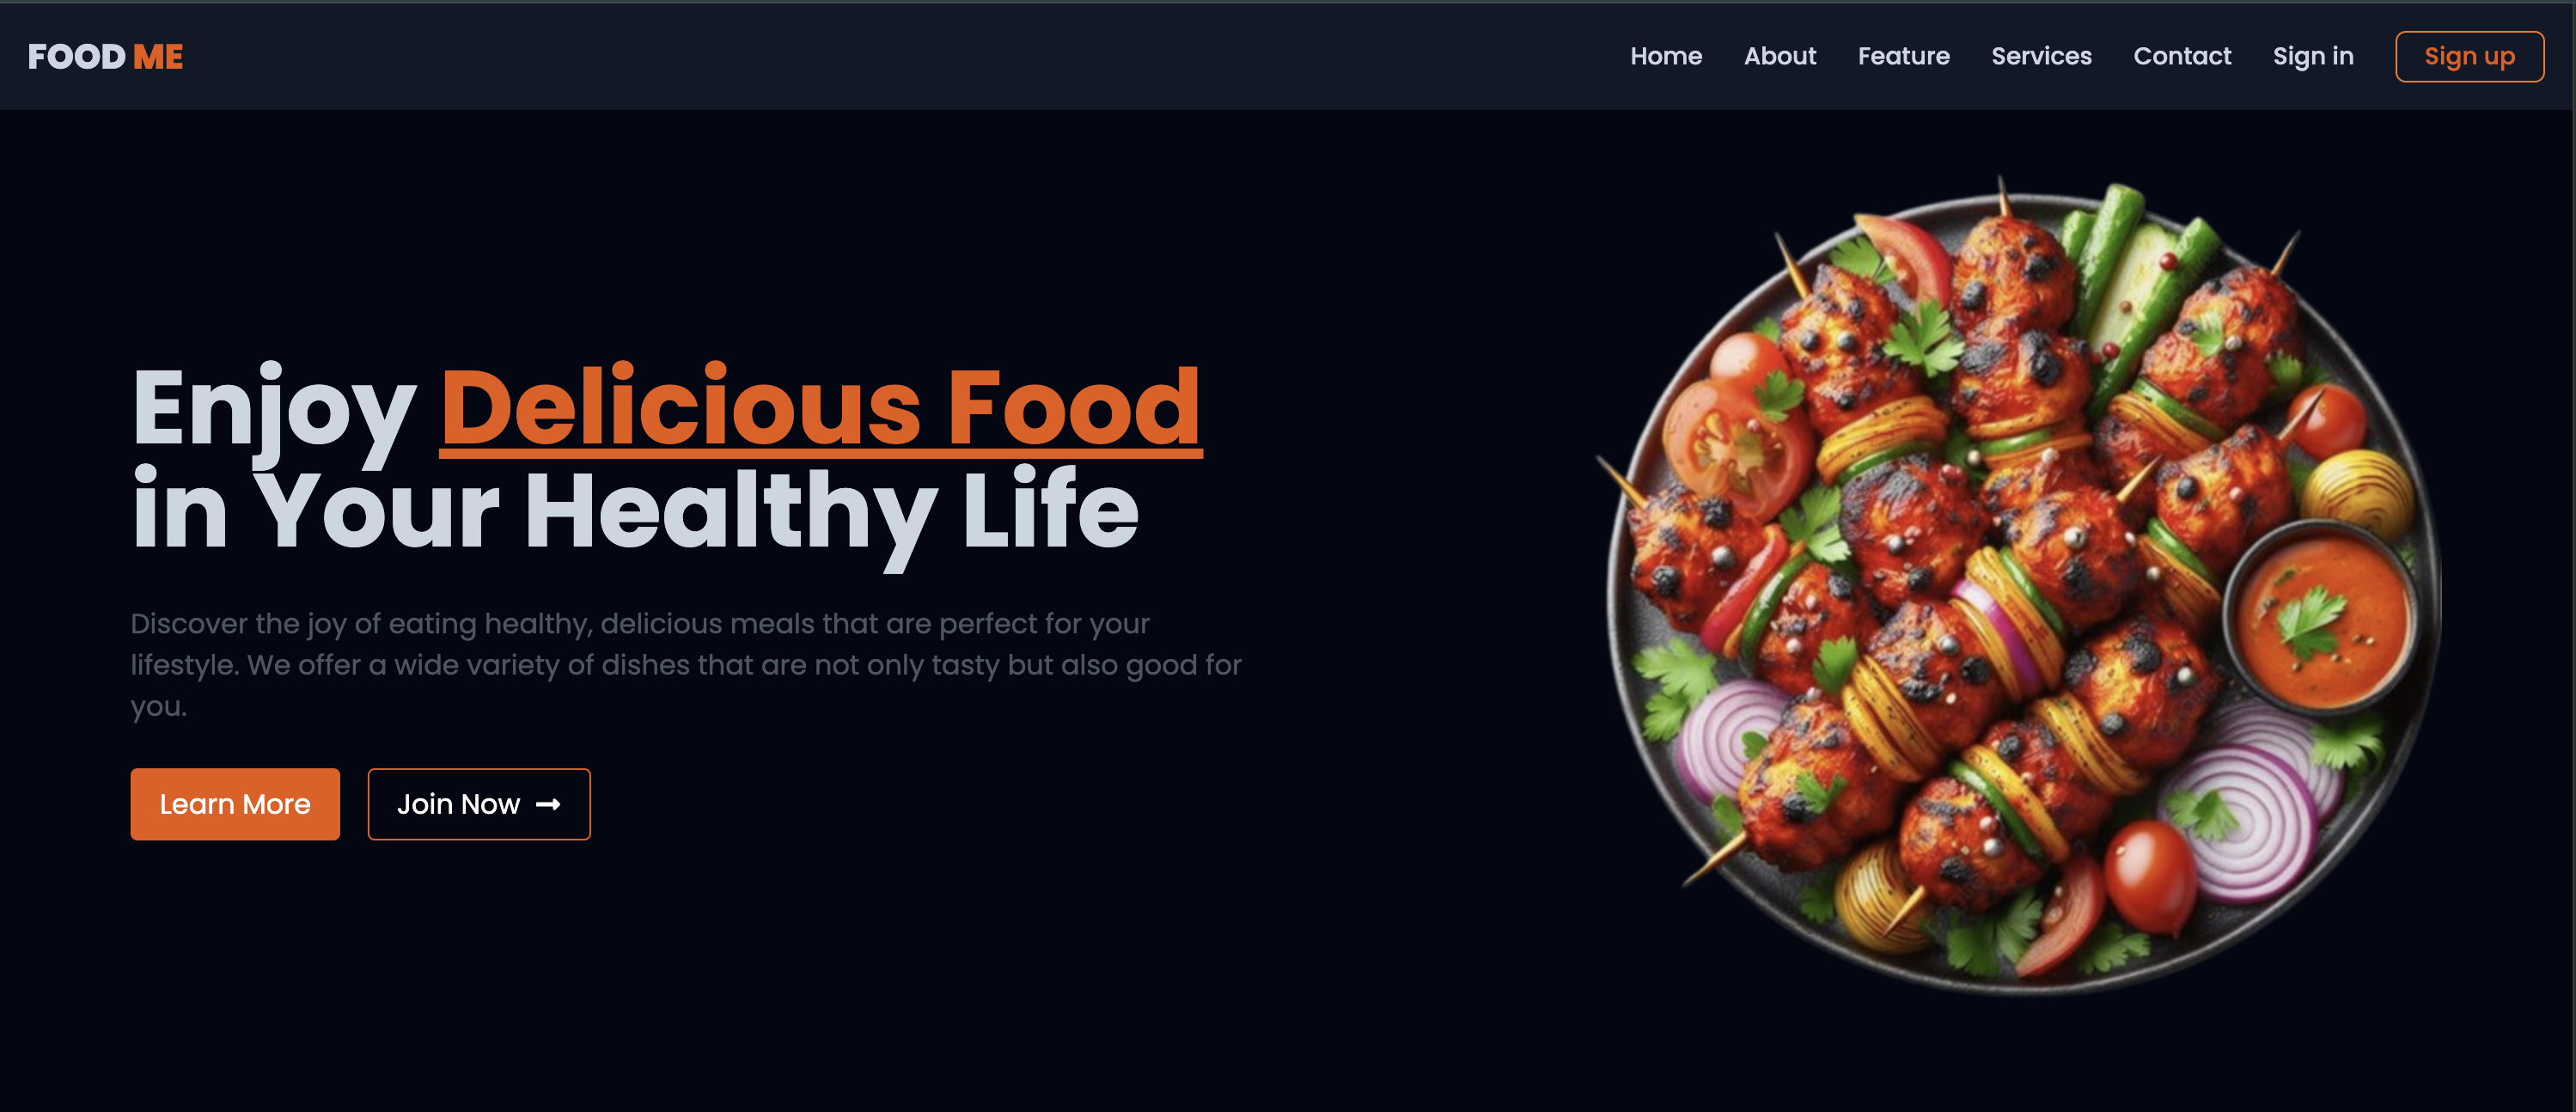 FOOD ME
Home About Feature Services Contact Sign in Sign up
Enjoy Delicious Food
in Your Healthy Life
Discover the joy of eating healthy, delicious meals that are perfect for your
lifestyle. We offer a wide variety of dishes that are not only tasty but also good for
you.
Learn More Join Now